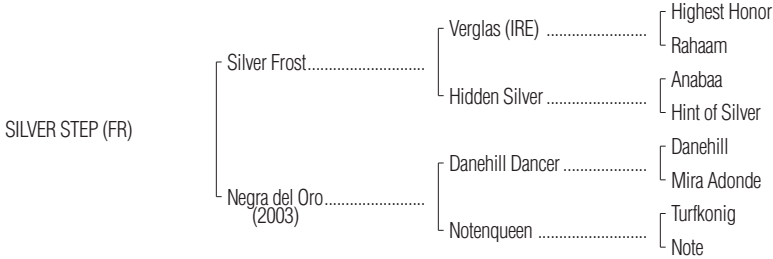 Highest Honor
Verglas (IRE) ........................
Rahaam
Silver Frost............................
Anabaa
Hidden Silver ..........................
Hint of Silver
SILVER STEP (FR)
Danehill
Danehill Dancer ....................
Mira Adonde
Negra del Oro........................
(2003)
Turfkonig
Notenqueen ..........................
Note